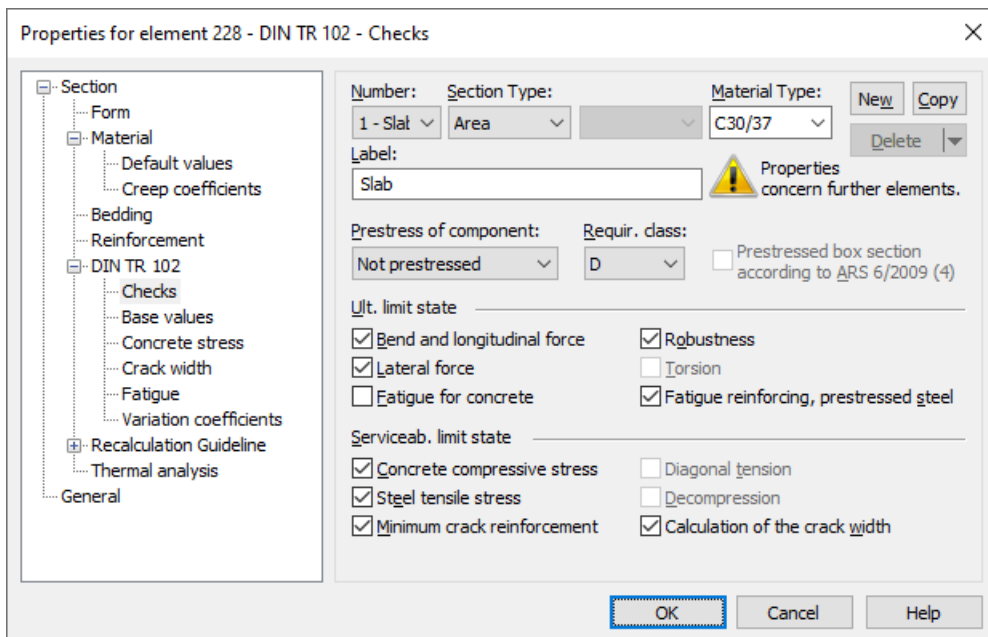 Properties for element 228 - DIN TR 102 - Checks
Section
Form
Material
Default values
Creep coefficients
Bedding
Reinforcement
DIN TR 102
Checks
Base values
Concrete stress
Crack width
Fatigue
Variation coefficients
Recalculation Guideline
Thermal analysis
General
Number: Section Type: Material Type:
1 - Slab Area C30/37
New Copy
Delete
Label:
Slab
Properties
concern further elements.
Prestress of component: Requir. class:
Not prestressed D
Prestressed box section
according to ARS 6/2009 (4)
Ult. limit state
Bend and longitudinal force Robustness
Lateral force Torsion
Fatigue for concrete Fatigue reinforcing, prestressed steel
Serviceab. limit state
Concrete compressive stress Diagonal tension
Steel tensile stress Decompression
Minimum crack reinforcement Calculation of the crack width
OK Cancel Help